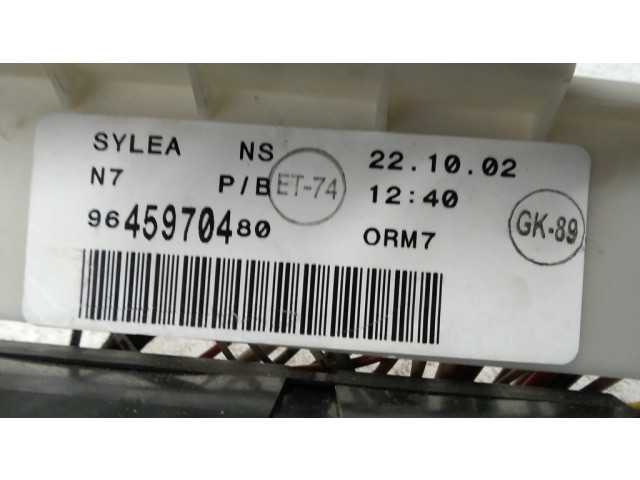 SYLEA NS 22.10.02
N7 P/B ET-74 12:40
9645970480 ORM7 GK-89